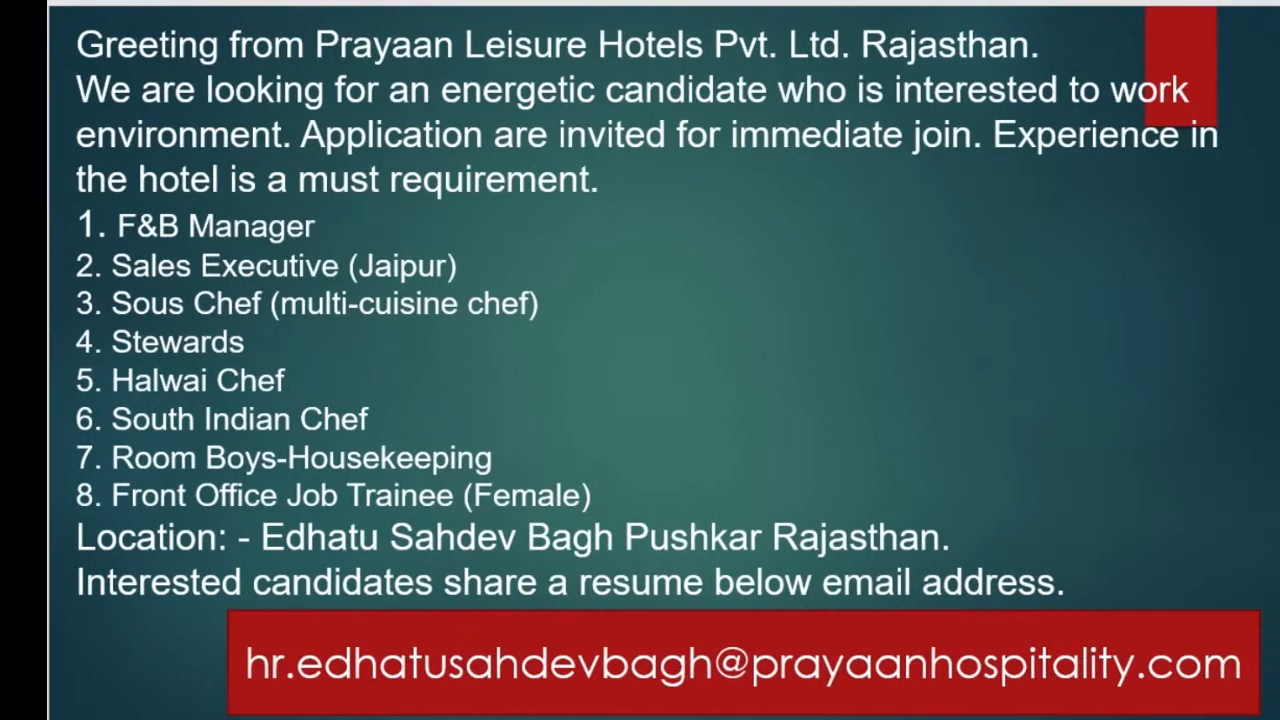 Greeting from Prayaan Leisure Hotels Pvt. Ltd. Rajasthan.
We are looking for an energetic candidate who is interested to work
environment. Application are invited for immediate join. Experience in
the hotel is a must requirement.
1. F&B Manager
2. Sales Executive (Jaipur)
3. Sous Chef (multi-cuisine chef)
4. Stewards
5. Halwai Chef
6. South Indian Chef
7. Room Boys-Housekeeping
8. Front Office Job Trainee (Female)
Location: - Edhatu Sahdev Bagh Pushkar Rajasthan.
Interested candidates share a resume below email address.
hr.edhatusahdevbagh@prayaanhospitality.com